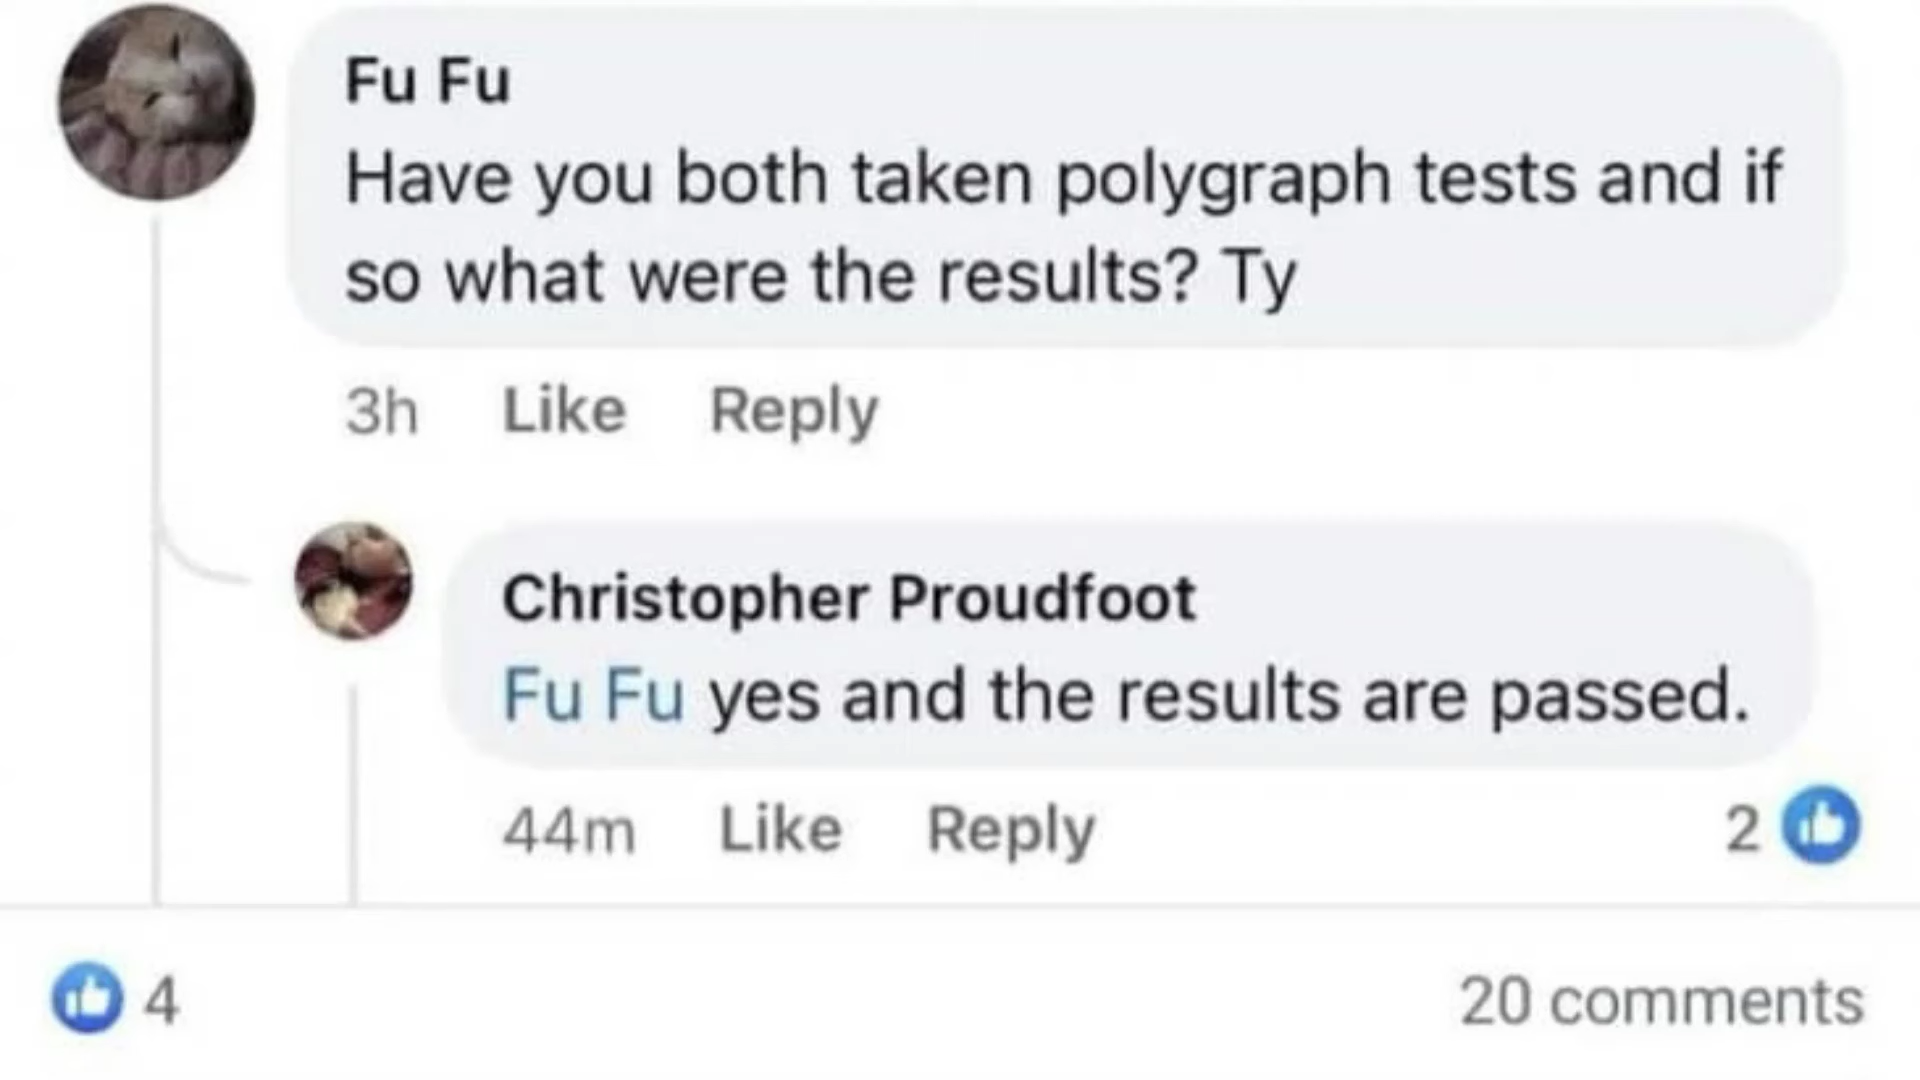 Fu Fu
Have you both taken polygraph tests and if
so what were the results? Ty
3h Like Reply
Christopher Proudfoot
Fu Fu yes and the results are passed.
44m Like Reply 2
4 20 comments